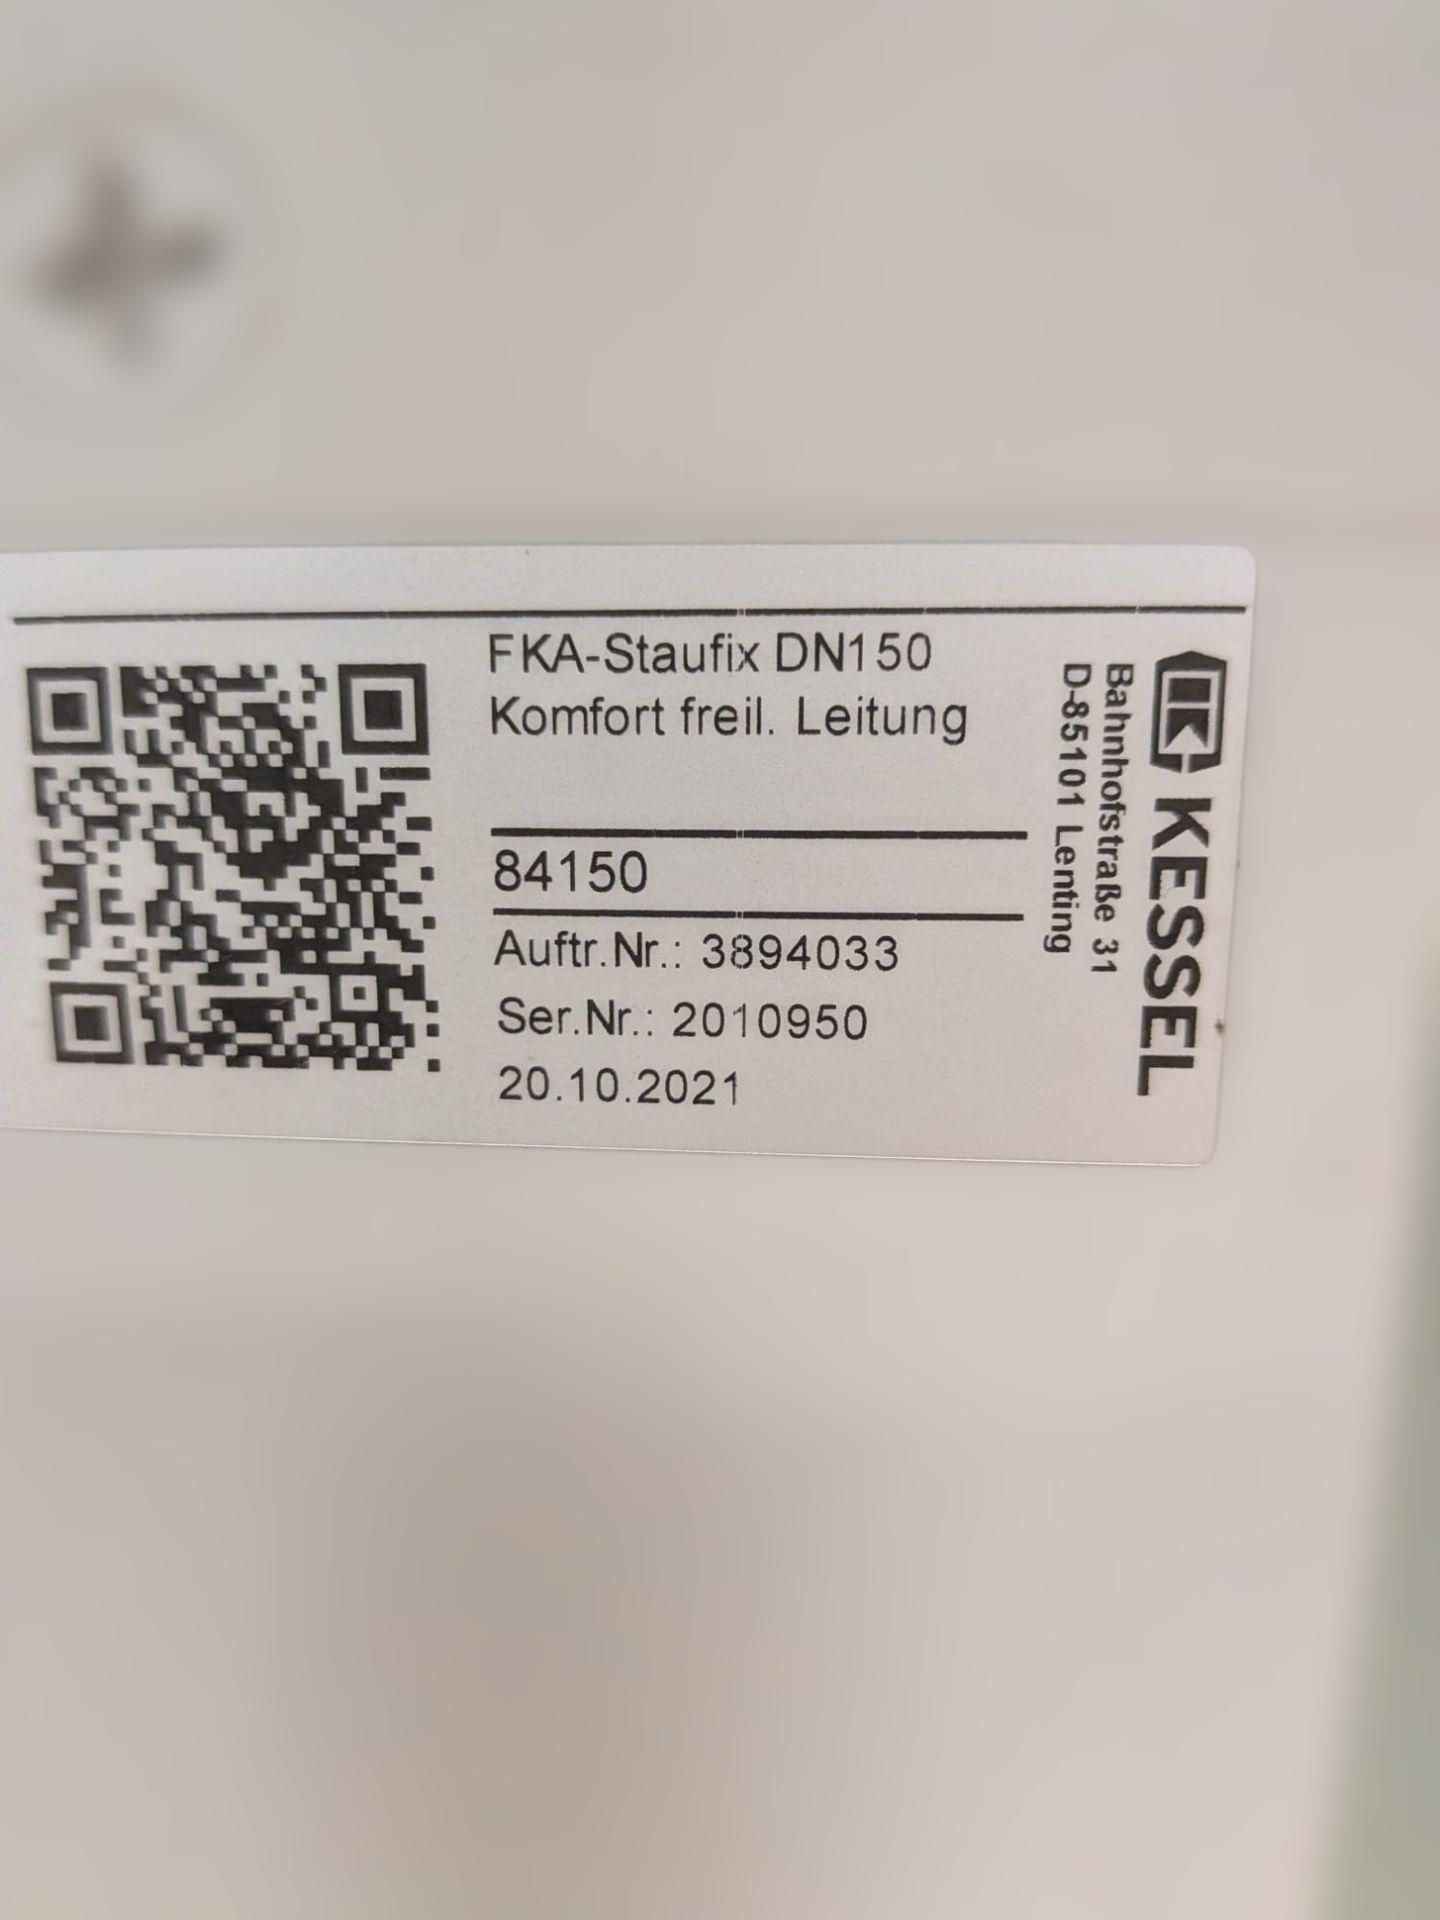 FKA-Staufix DN150
Komfort freil. Leitung
84150
Auftr.Nr.: 3894033
Ser.Nr.: 2010950
20.10.2021
KESSEL
Bahnhofstraße 31
D-85101 Lenting